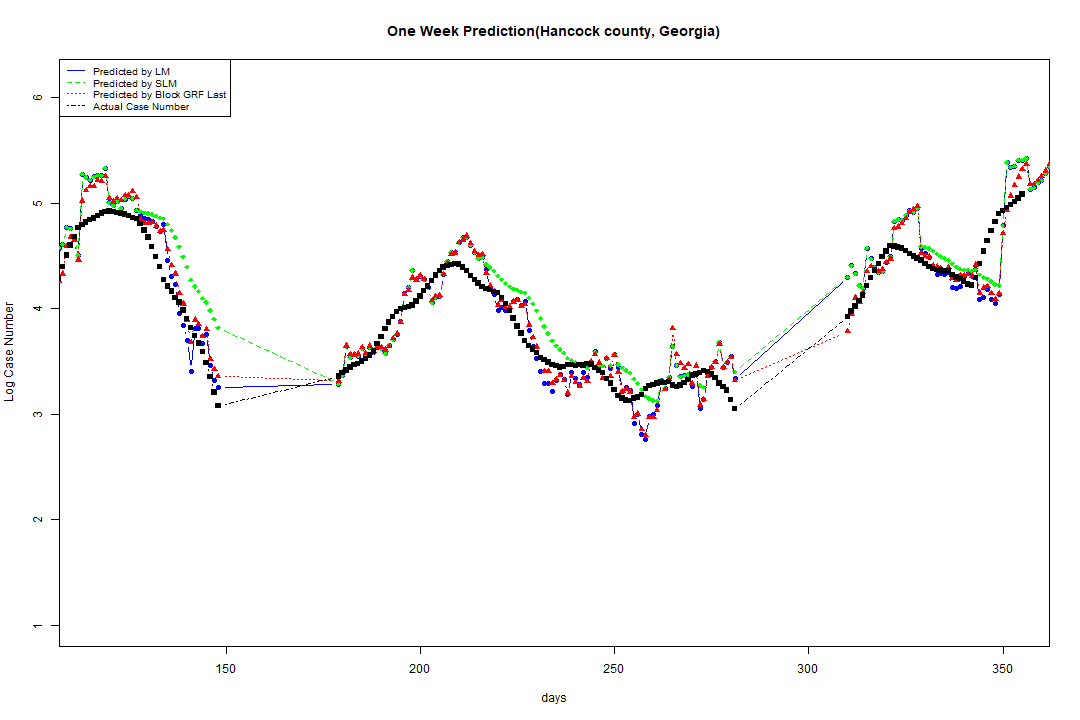 One Week Prediction(Hancock county, Georgia)
Predicted by LM
Predicted by SLM
Predicted by Block GRF Last
Actual Case Number
Log Case Number
6
5
4
3
2
1
150 200 250 300 350
days